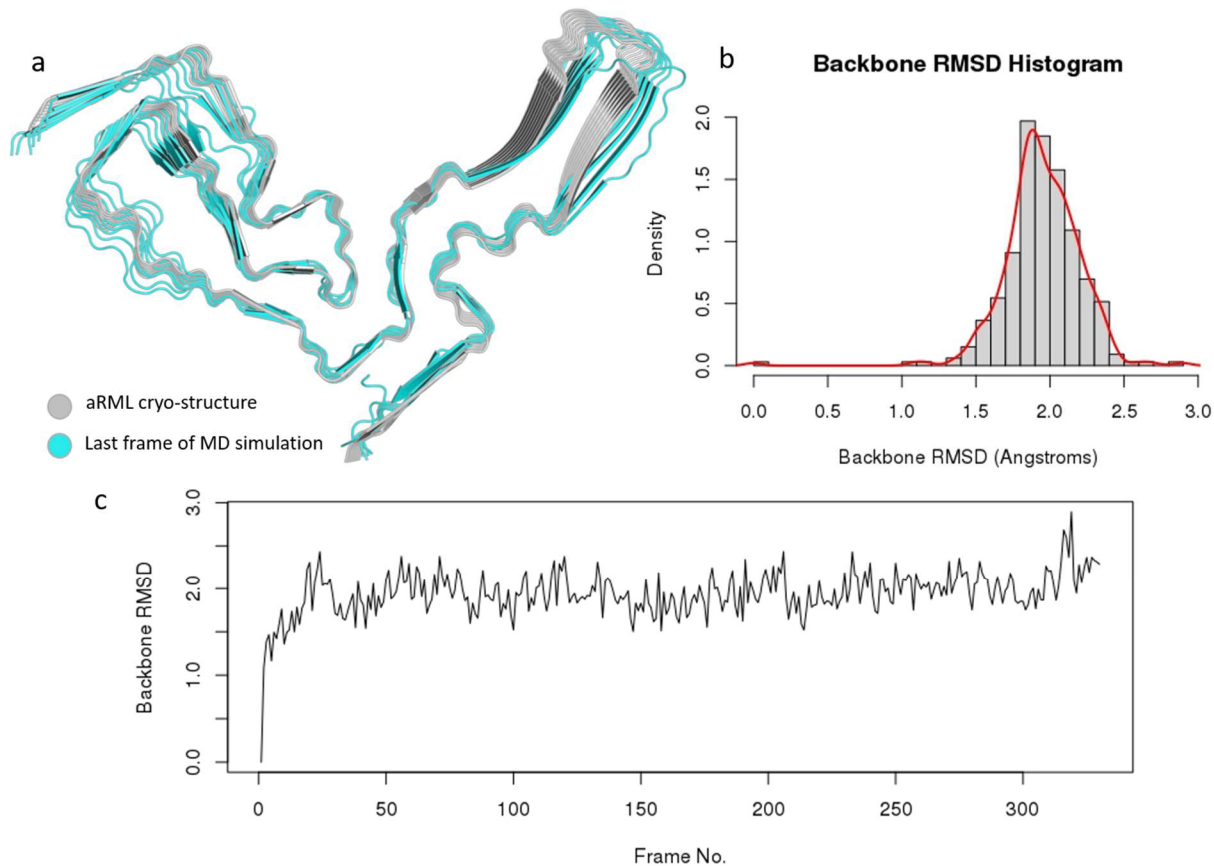 a
aRML cryo-structure
Last frame of MD simulation
b
Backbone RMSD Histogram
Density
0.0 0.5 1.0 1.5 2.0
0.0 0.5 1.0 1.5 2.0 2.5 3.0
Backbone RMSD (Angstroms)
c
Backbone RMSD
0.0 1.0 2.0 3.0
0 50 100 150 200 250 300
Frame No.